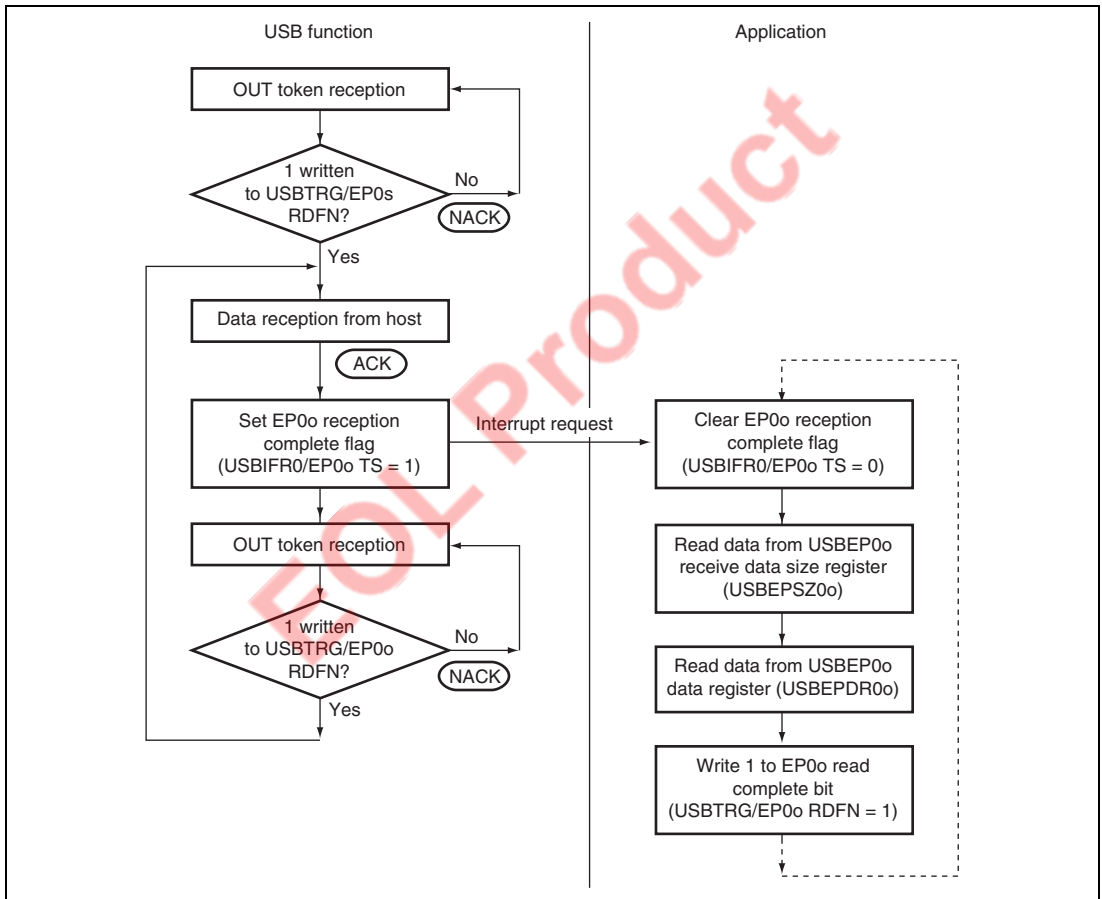 USB function
Application
OUT token reception
1 written
to USBTRG/EP0s
RDFN?
No
NACK
Yes
Data reception from host
ACK
Set EP0o reception
complete flag
(USBIFR0/EP0o TS = 1)
Interrupt request
OUT token reception
1 written
to USBTRG/EP0o
RDFN?
No
NACK
Yes
Clear EP0o reception
complete flag
(USBIFR0/EP0o TS = 0)
Read data from USBEP0o
receive data size register
(USBEPSZ0o)
Read data from USBEP0o
data register (USBEPDR0o)
Write 1 to EP0o read
complete bit
(USBTRG/EP0o RDFN = 1)
EOL Product